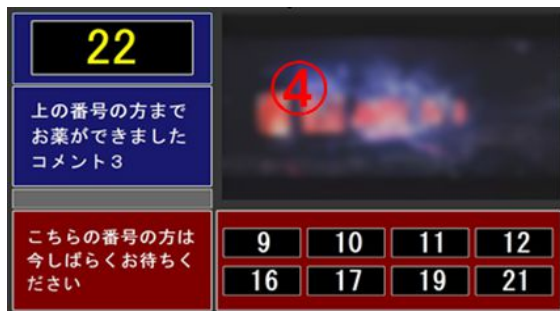 22
④
上の番号の方まで
お薬ができました
コメント３
こちらの番号の方は
今しばらくお待ちく
ださい
9 10 11 12
16 17 19 21